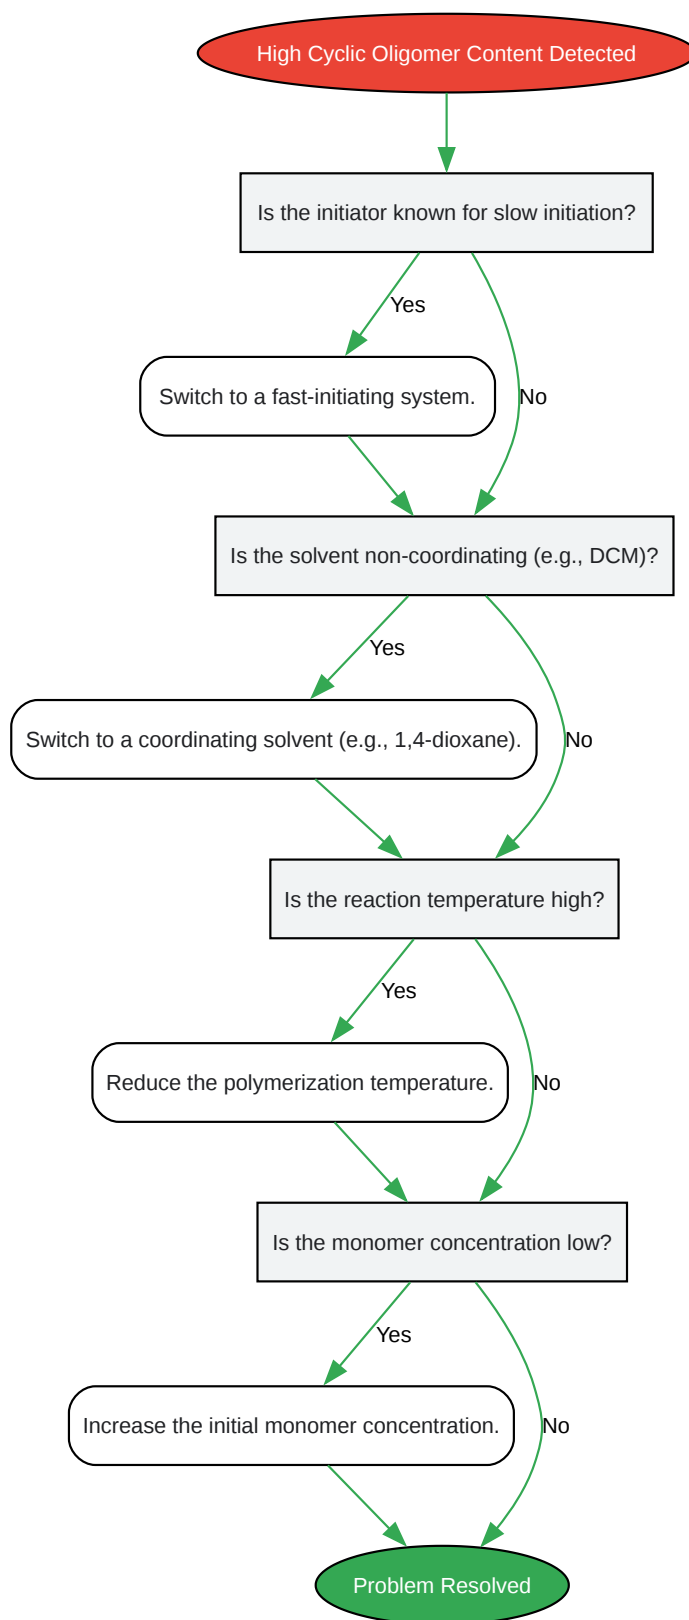 High Cyclic Oligomer Content Detected
Is the initiator known for slow initiation?
Yes
Switch to a fast-initiating system.
No
Is the solvent non-coordinating (e.g., DCM)?
Yes
Switch to a coordinating solvent (e.g., 1,4-dioxane).
No
Is the reaction temperature high?
Yes
Reduce the polymerization temperature.
No
Is the monomer concentration low?
Yes
Increase the initial monomer concentration.
No
Problem Resolved